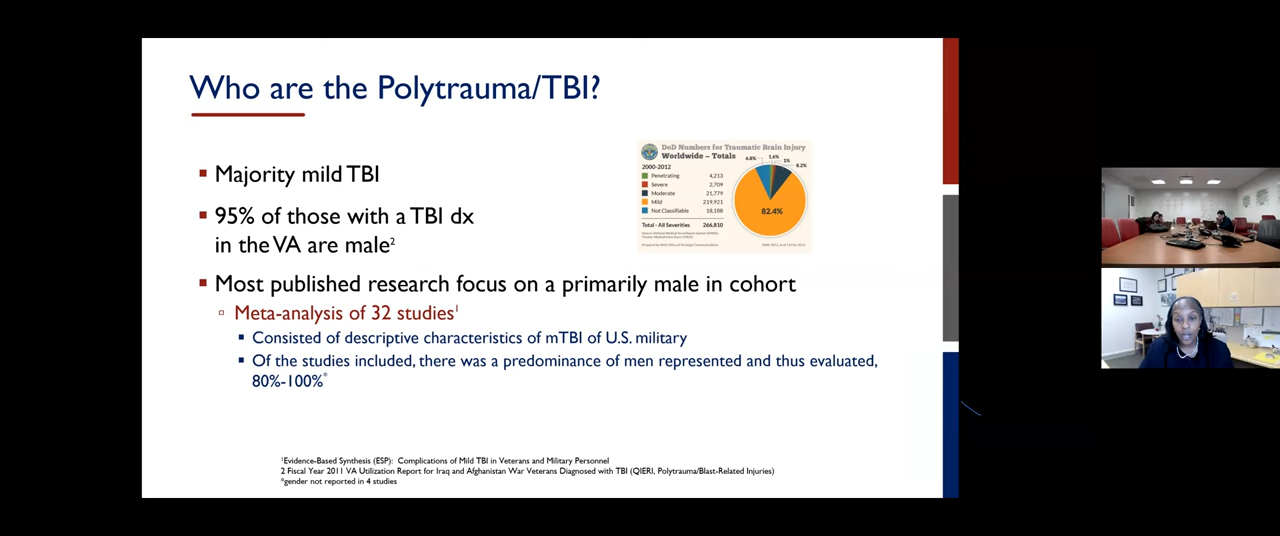 Who are the Polytrauma/TBI?
Majority mild TBI
95% of those with a TBI dx
in the VA are male²
Most published research focus on a primarily male in cohort
Meta-analysis of 32 studies¹
Consisted of descriptive characteristics of mTBI of U.S. military
Of the studies included, there was a predominance of men represented and thus evaluated,
80%-100%*
DoD Numbers for Traumatic Brain Injury
Worldwide – Totals
2000-2012
Penetrating 4,213
Severe 2,709
Moderate 21,779
Mild 219,921
Not Classifiable 18,188
Total - All Severities 266,810
6.8% 1.6%
1%
8.2%
82.4%
¹Evidence-Based Synthesis (ESP): Complications of Mild TBI in Veterans and Military Personnel
2 Fiscal Year 2011 VA Utilization Report for Iraq and Afghanistan War Veterans Diagnosed with TBI (QIERI, Polytrauma/Blast-Related Injuries)
*gender not reported in 4 studies